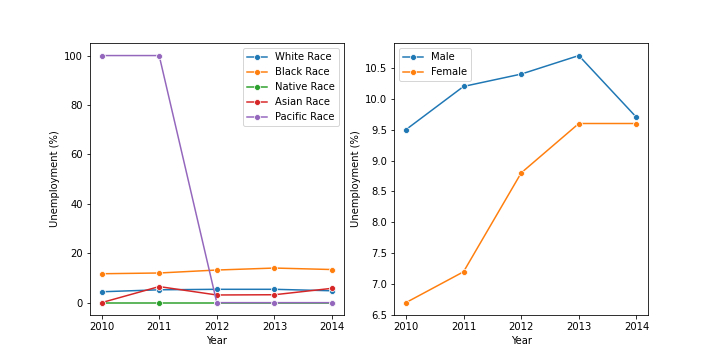 White Race
Black Race
Native Race
Asian Race
Pacific Race
100
80
60
40
20
0
Unemployment (%)
2010 2011 2012 2013 2014
Year
Male
Female
10.5
10.0
9.5
9.0
8.5
8.0
7.5
7.0
6.5
Unemployment (%)
2010 2011 2012 2013 2014
Year